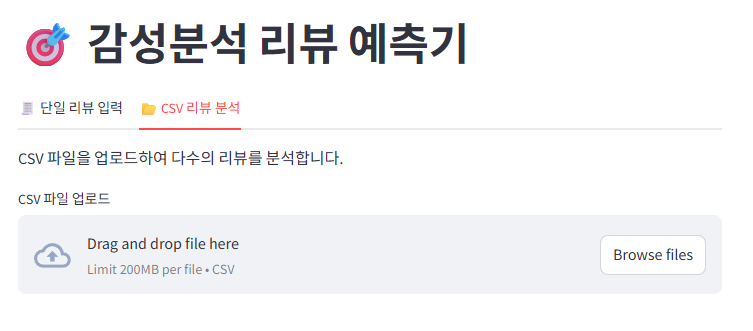 감성분석 리뷰 예측기
단일 리뷰 입력
CSV 리뷰 분석
CSV 파일을 업로드하여 다수의 리뷰를 분석합니다.
CSV 파일 업로드
Drag and drop file here
Limit 200MB per file • CSV
Browse files